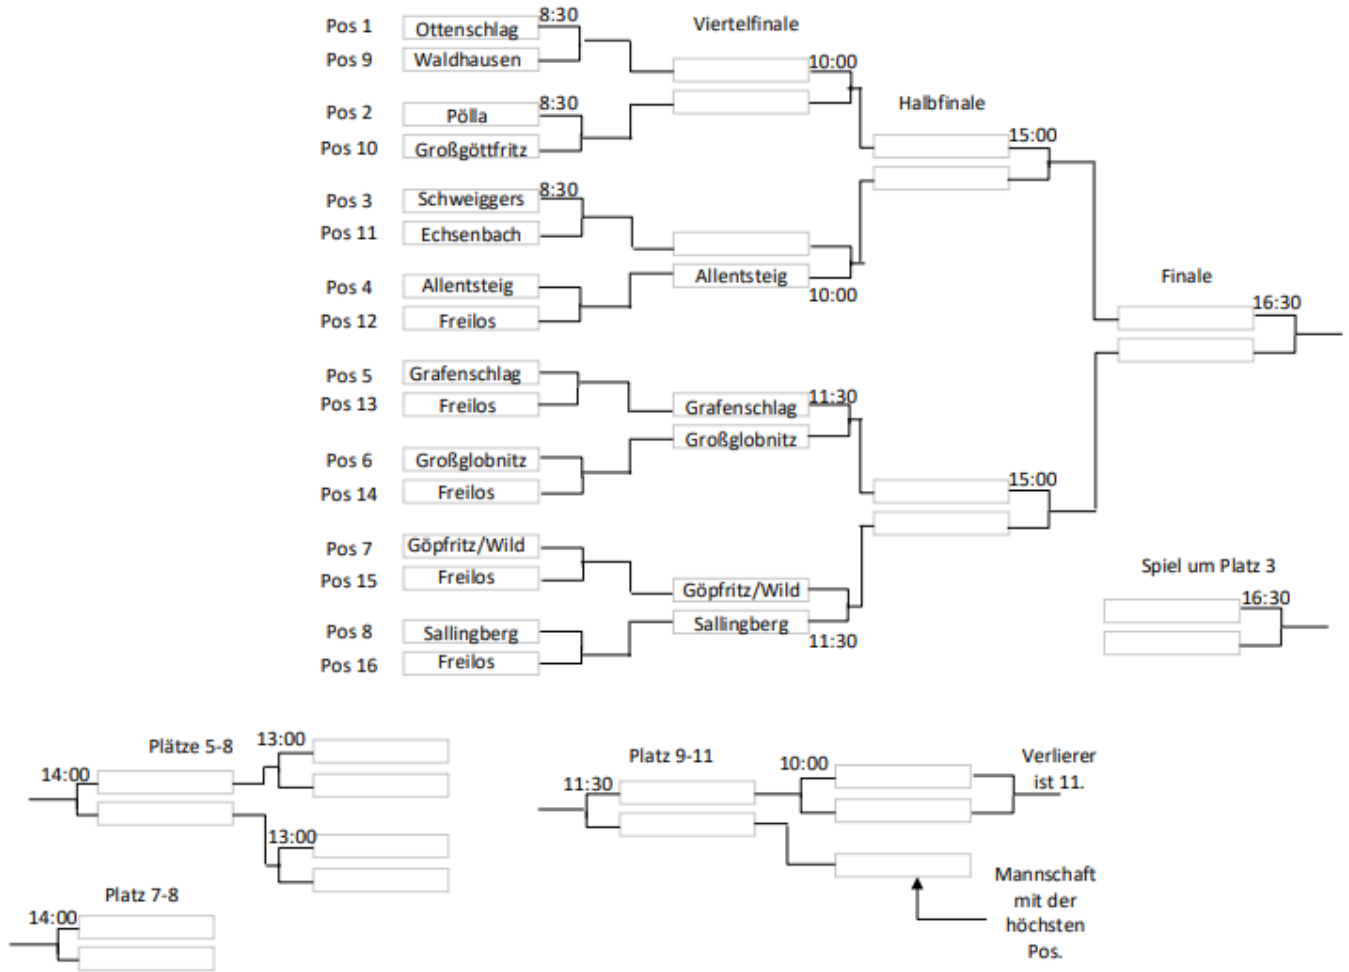 Pos 1 Ottenschlag 8:30 Viertelfinale
Pos 9 Waldhausen 10:00
Pos 2 Pölla 8:30 Halbfinale
Pos 10 Großgöttfritz 15:00
Pos 3 Schweiggers 8:30
Pos 11 Echsenbach
Pos 4 Allentsteig Allentsteig 10:00 Finale
Pos 12 Freilos 16:30
Pos 5 Grafenschlag
Pos 13 Freilos Grafenschlag 11:30
Großglobnitz
Pos 6 Großglobnitz
Pos 14 Freilos 15:00
Pos 7 Göpfritz/Wild
Pos 15 Freilos Göpfritz/Wild Spiel um Platz 3
16:30
Pos 8 Sallingberg Sallingberg 11:30
Pos 16 Freilos
Plätze 5-8 13:00
14:00
13:00
Platz 7-8
14:00
Platz 9-11 10:00 Verlierer
11:30 ist 11.
Mannschaft
mit der
höchsten
Pos.